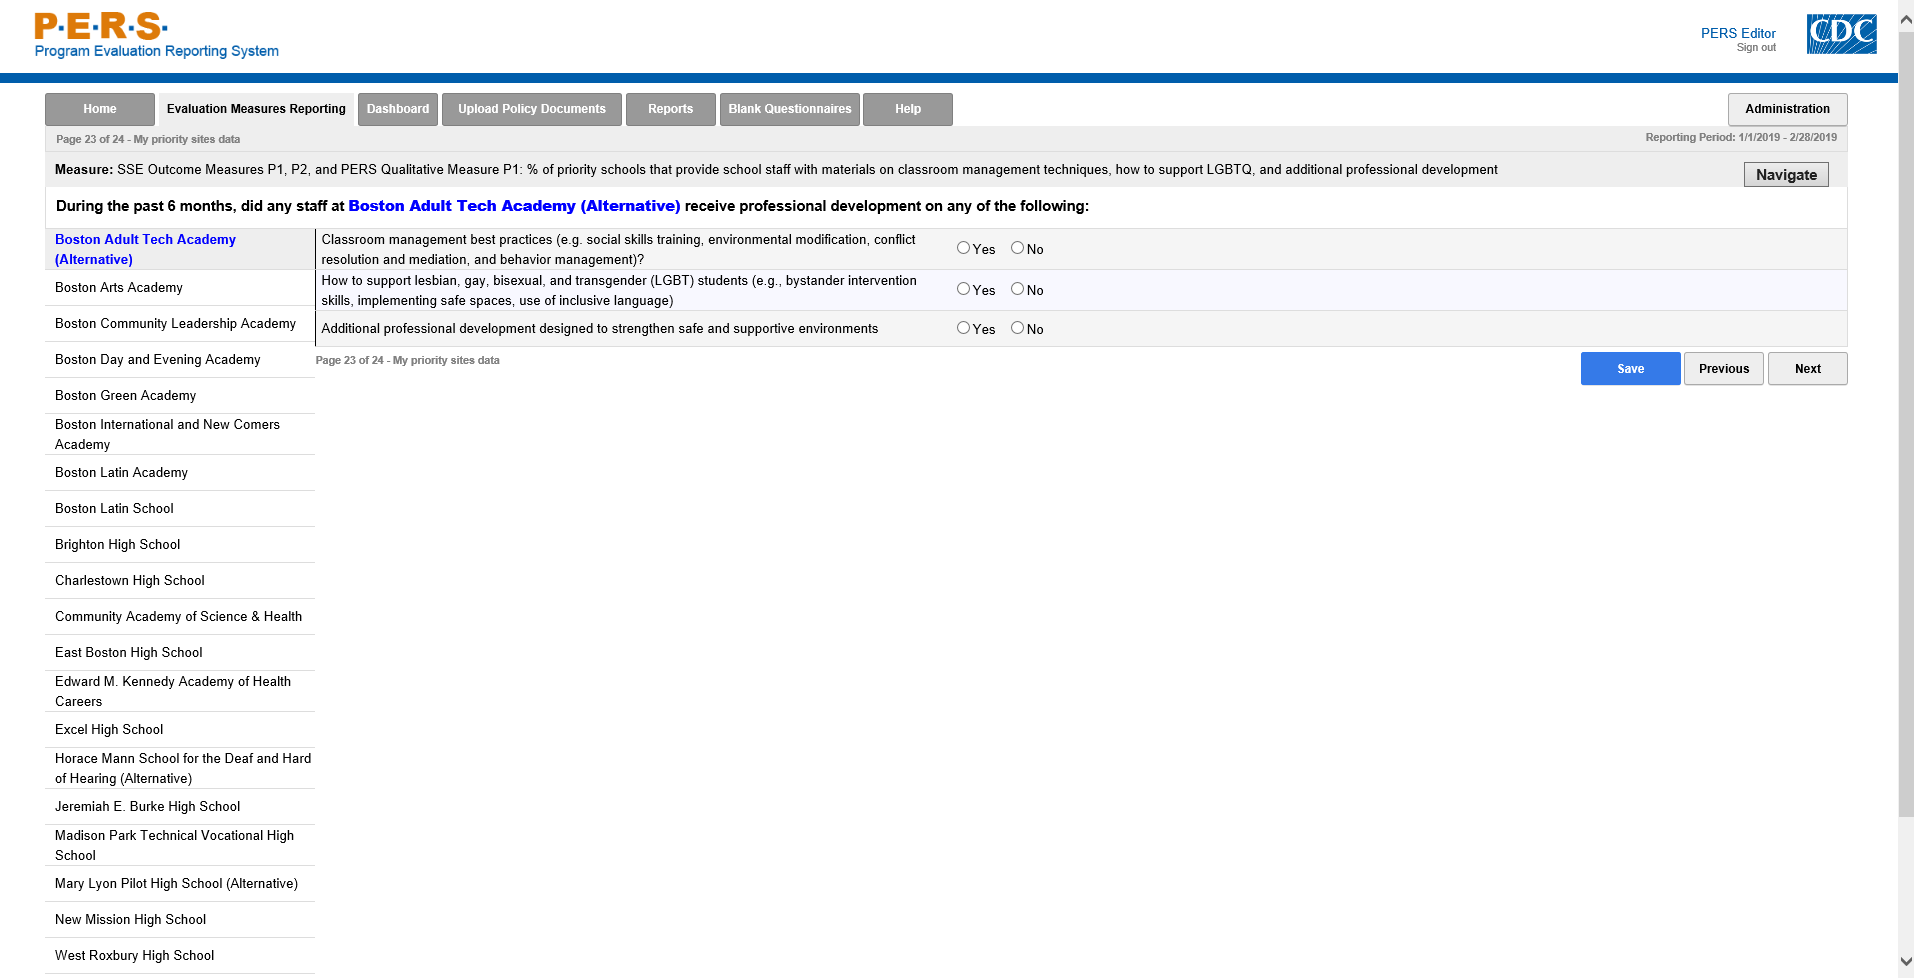 P·E·R·S·
Program Evaluation Reporting System
PERS Editor
Sign out
CDC
Home
Evaluation Measures Reporting
Dashboard
Upload Policy Documents
Reports
Blank Questionnaires
Help
Administration
Page 23 of 24 - My priority sites data
Reporting Period: 1/1/2019 - 2/28/2019
Measure: SSE Outcome Measures P1, P2, and PERS Qualitative Measure P1: % of priority schools that provide school staff with materials on classroom management techniques, how to support LGBTQ, and additional professional development
Navigate
During the past 6 months, did any staff at Boston Adult Tech Academy (Alternative) receive professional development on any of the following:
Boston Adult Tech Academy
(Alternative)
Boston Arts Academy
Boston Community Leadership Academy
Boston Day and Evening Academy
Boston Green Academy
Boston International and New Comers
Academy
Boston Latin Academy
Boston Latin School
Brighton High School
Charlestown High School
Community Academy of Science & Health
East Boston High School
Edward M. Kennedy Academy of Health
Careers
Excel High School
Horace Mann School for the Deaf and Hard
of Hearing (Alternative)
Jeremiah E. Burke High School
Madison Park Technical Vocational High
School
Mary Lyon Pilot High School (Alternative)
New Mission High School
West Roxbury High School
Classroom management best practices (e.g. social skills training, environmental modification, conflict
resolution and mediation, and behavior management)?
Yes No
How to support lesbian, gay, bisexual, and transgender (LGBT) students (e.g., bystander intervention
skills, implementing safe spaces, use of inclusive language)
Yes No
Additional professional development designed to strengthen safe and supportive environments
Yes No
Page 23 of 24 - My priority sites data
Save
Previous
Next